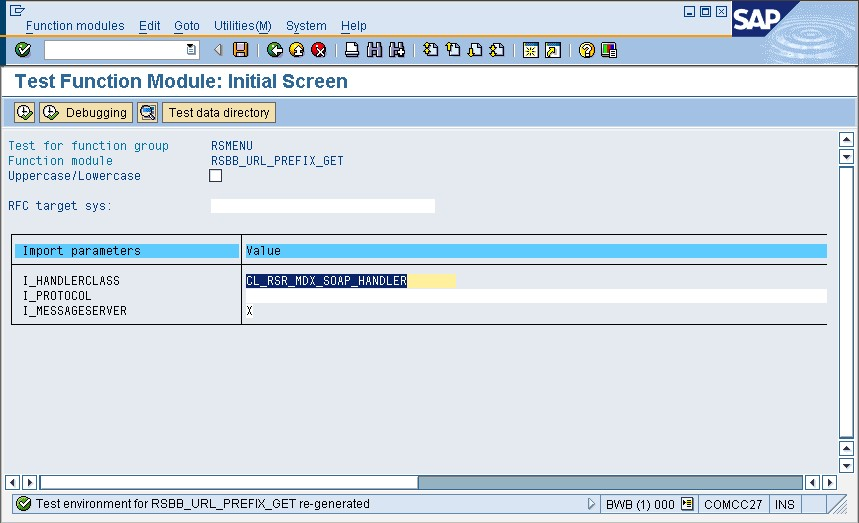 Function modules Edit Goto Utilities(M) System Help
SAP
Test Function Module: Initial Screen
Debugging Test data directory
Test for function group RSMENU
Function module RSBB_URL_PREFIX_GET
Uppercase/Lowercase
RFC target sys:
Import parameters Value
I_HANDLERCLASS CL_RSR_MDX_SOAP_HANDLER
I_PROTOCOL
I_MESSAGESERVER X
Test environment for RSBB_URL_PREFIX_GET re-generated BWB (1) 000 COMCC27 INS